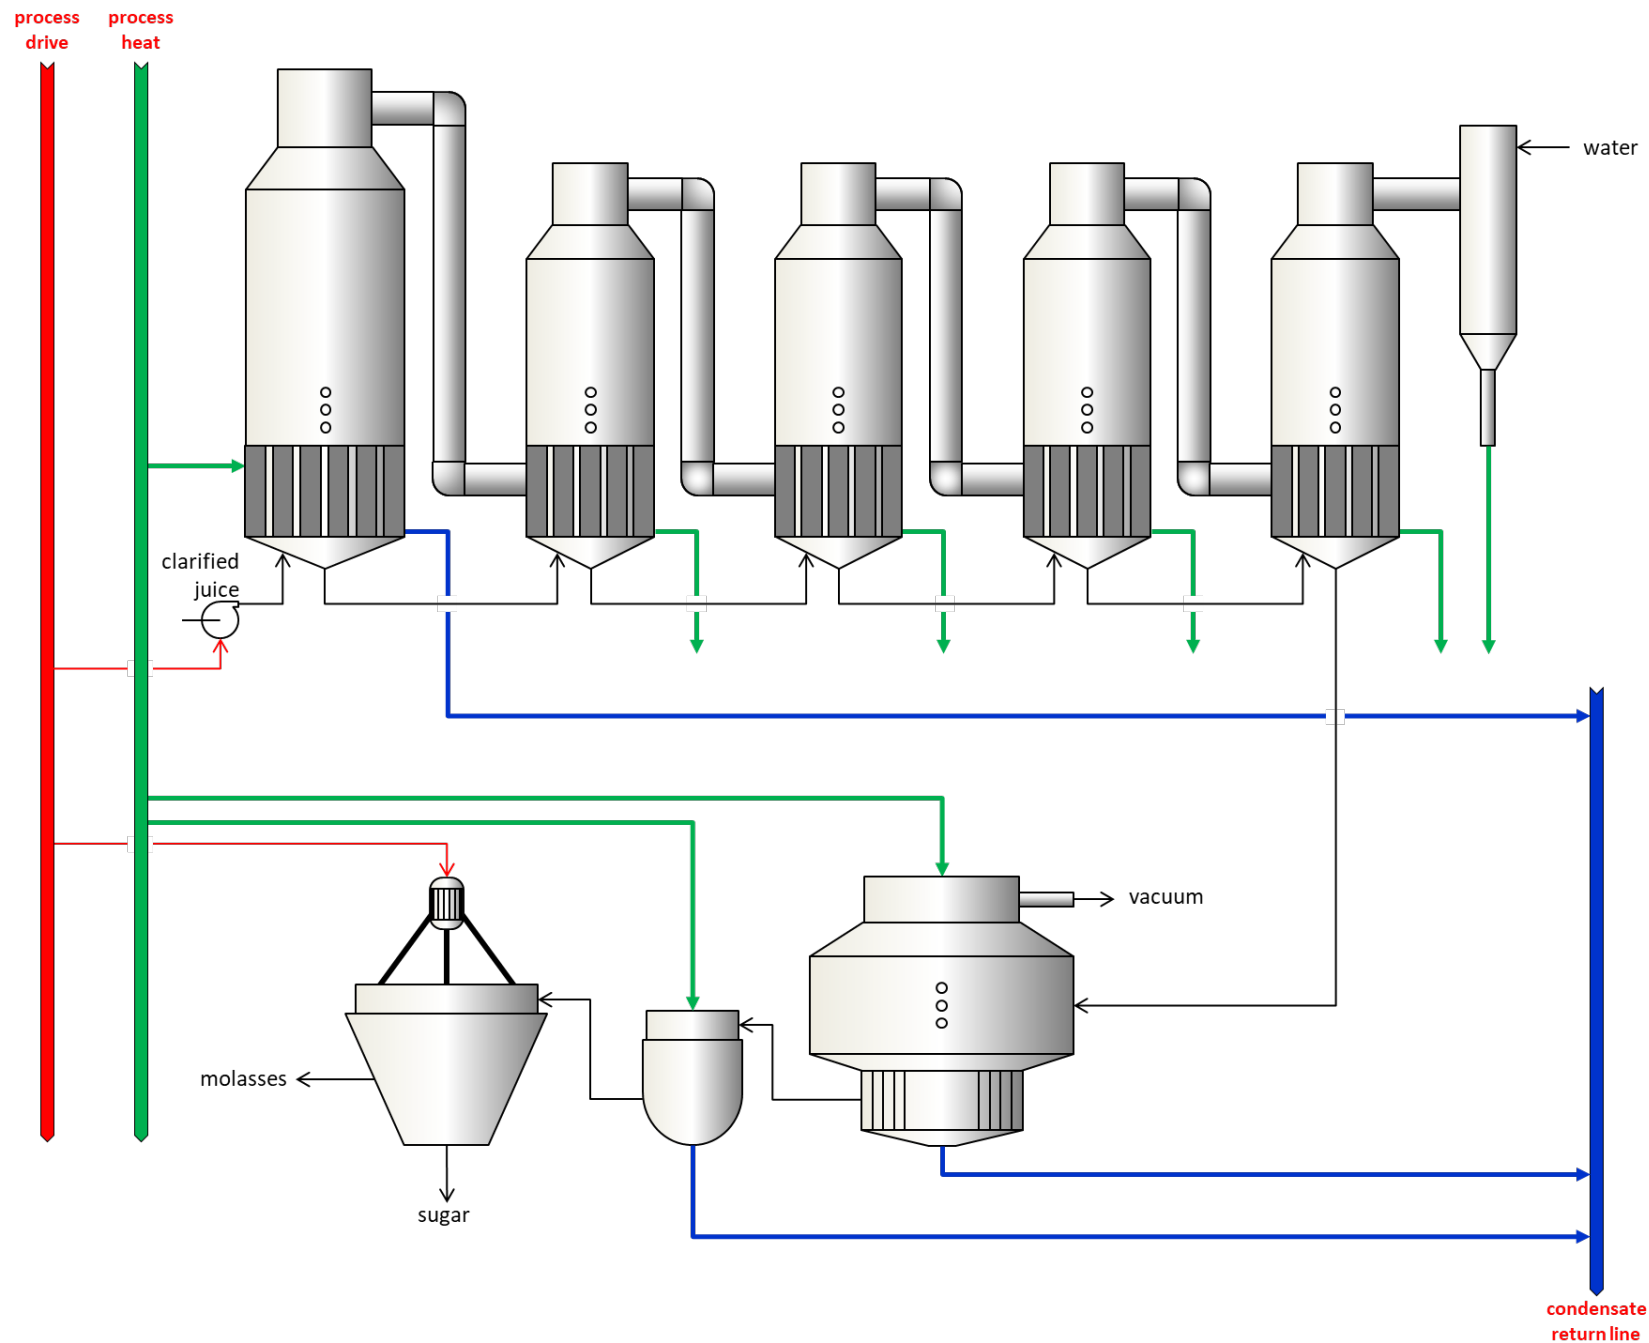 process
drive
process
heat
water
clarified
juice
vacuum
molasses
sugar
condensate
return line